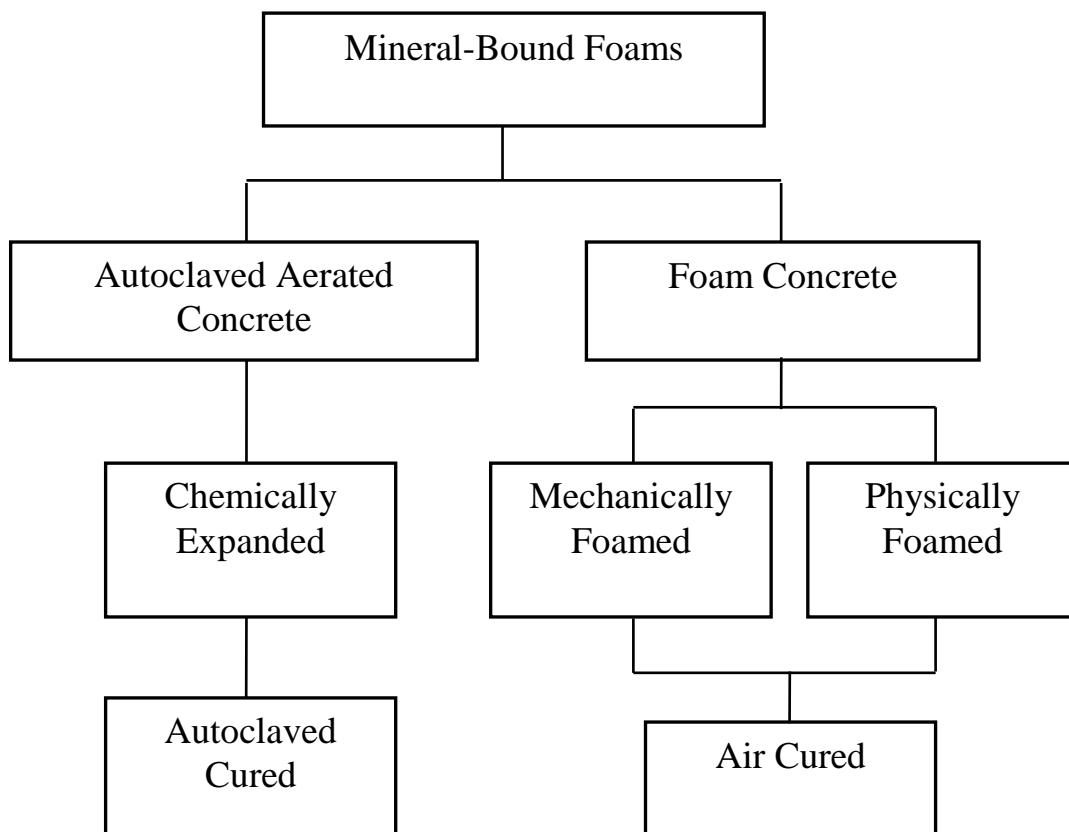 Mineral-Bound Foams
Autoclaved Aerated
Concrete
Foam Concrete
Chemically
Expanded
Mechanically
Foamed
Physically
Foamed
Autoclaved
Cured
Air Cured